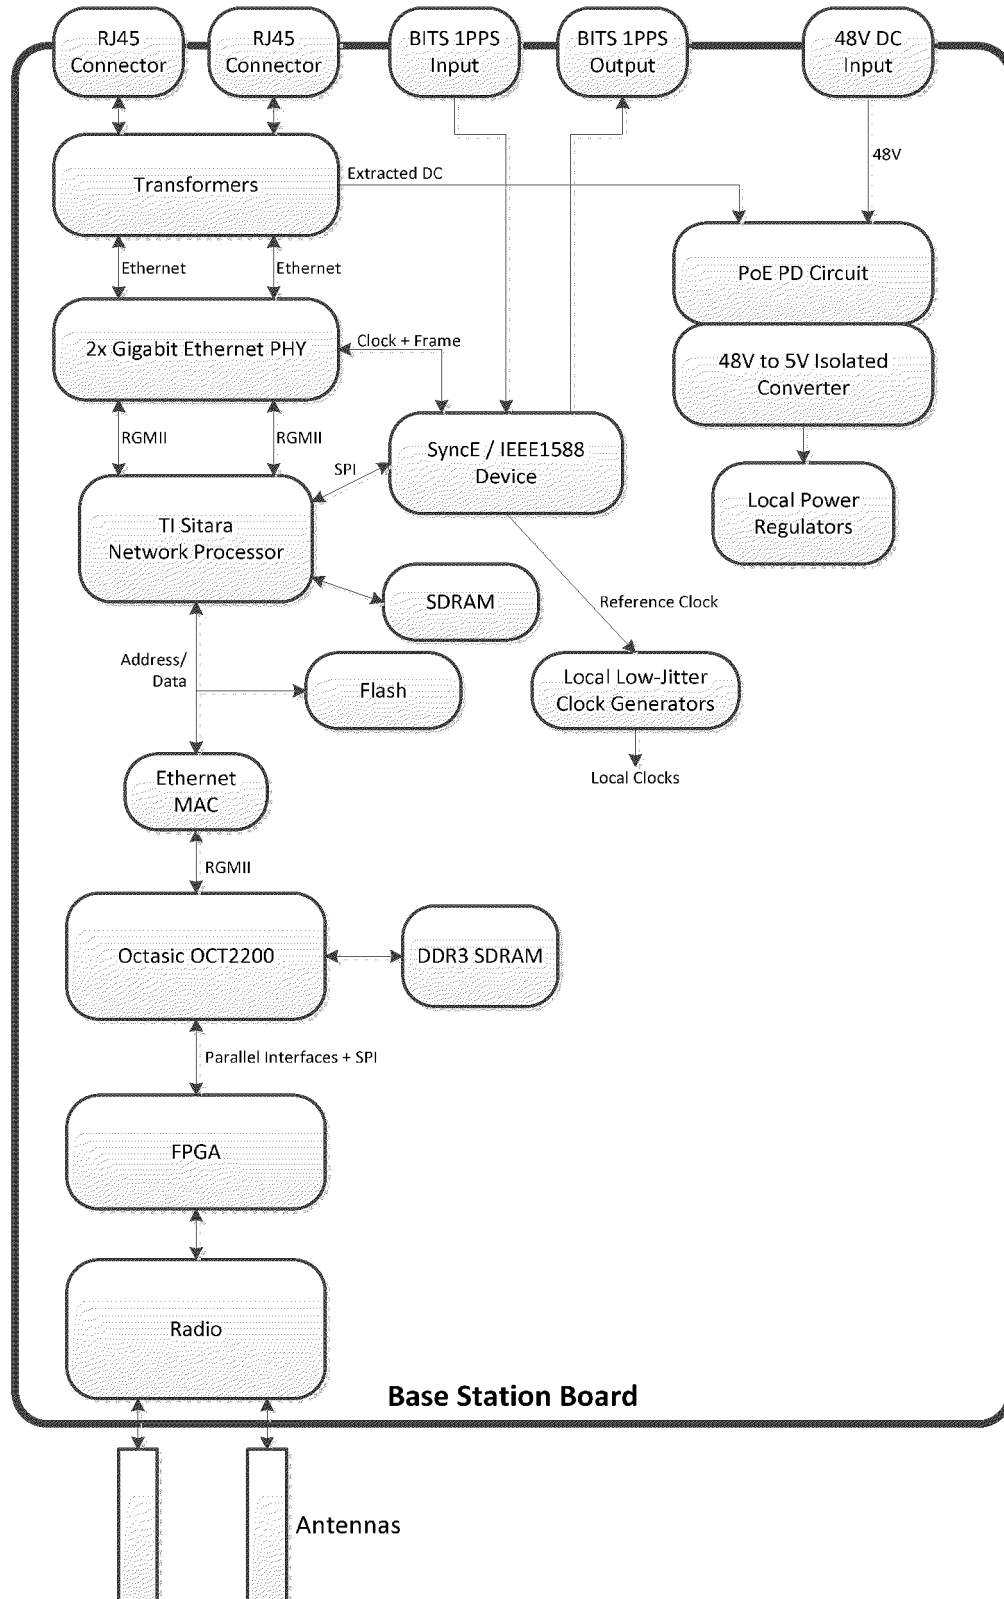 RJ45
Connector
RJ45
Connector
BITS 1PPS
Input
BITS 1PPS
Output
48V DC
Input
48V
Transformers
Extracted DC
Ethernet
Ethernet
PoE PD Circuit
2x Gigabit Ethernet PHY
Clock + Frame
48V to 5V Isolated
Converter
RGMII
RGMII
SPI
SyncE / IEEE1588
Device
Local Power
Regulators
TI Sitara
Network Processor
SDRAM
Reference Clock
Address/
Data
Flash
Local Low-Jitter
Clock Generators
Local Clocks
Ethernet
MAC
RGMII
Octasic OCT2200
DDR3 SDRAM
Parallel Interfaces + SPI
FPGA
Radio
Base Station Board
Antennas